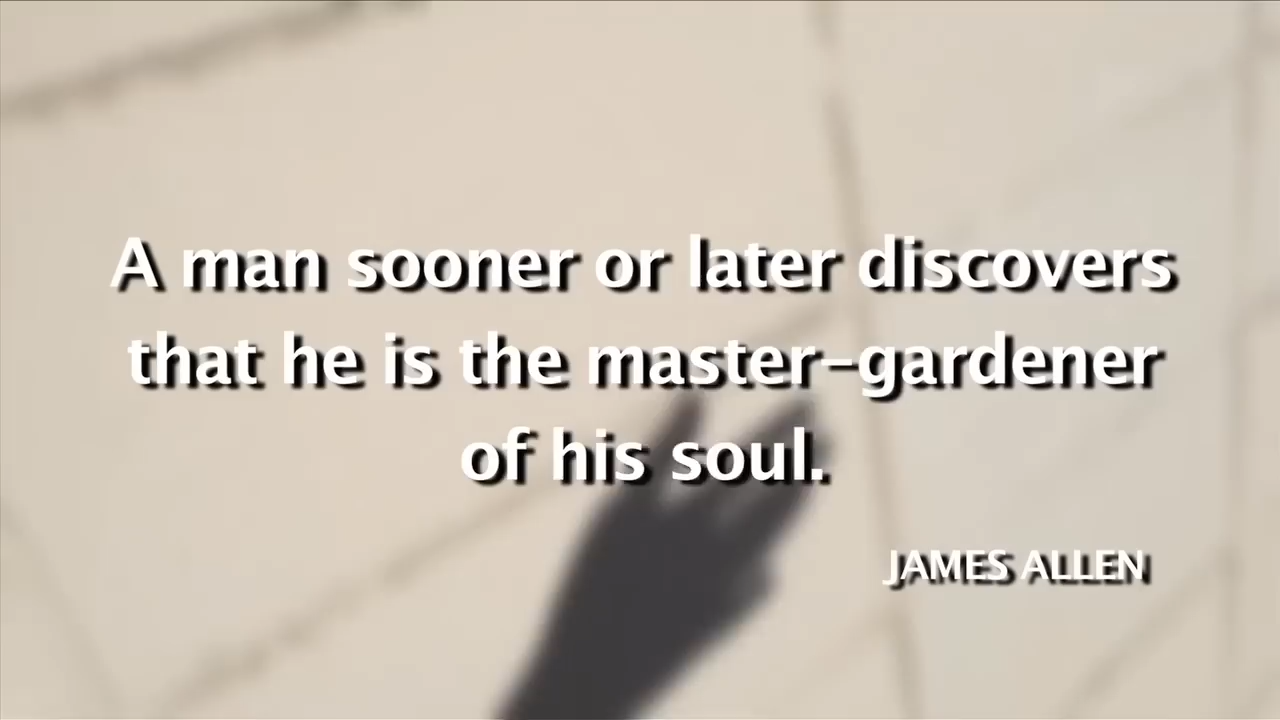 A man sooner or later discovers
that he is the master-gardener
of his soul.
JAMES ALLEN